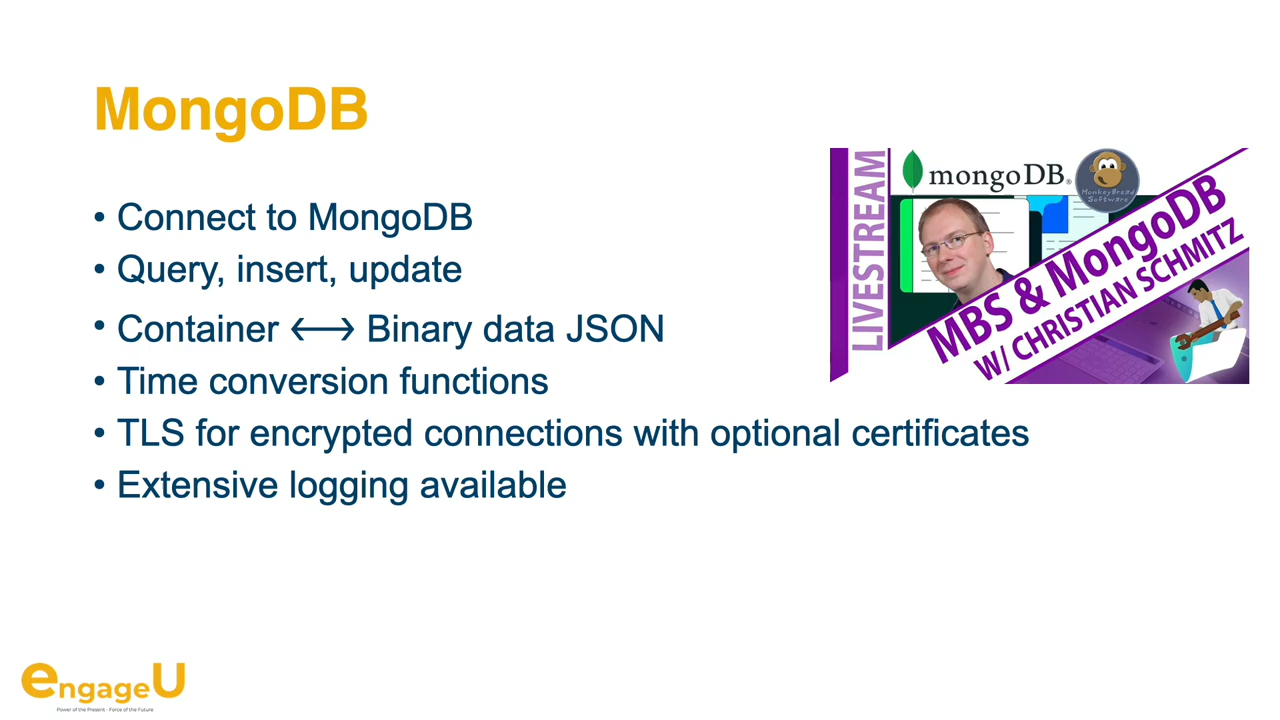 MongoDB
• Connect to MongoDB
• Query, insert, update
• Container ⟷ Binary data JSON
• Time conversion functions
• TLS for encrypted connections with optional certificates
• Extensive logging available
LIVESTREAM
mongoDB®
MonkeyBread
Software
MBS & MongoDB
W/ CHRISTIAN SCHMITZ
engageU
Power of the Present - Force of the Future